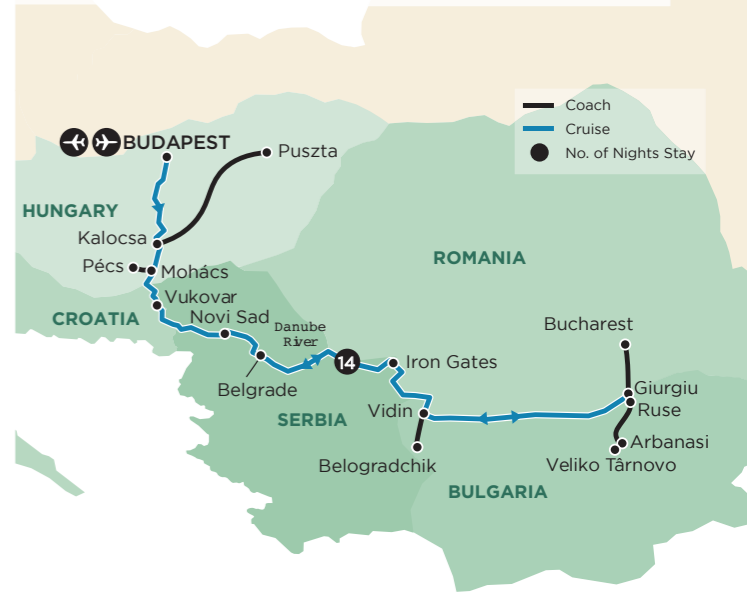 Coach
Cruise
No. of Nights Stay
BUDAPEST
Puszta
HUNGARY
Kalocsa
Pécs
Mohács
ROMANIA
Vukovar
CROATIA
Novi Sad
Danube
River
Bucharest
14
Iron Gates
Belgrade
Giurgiu
Vidin
Ruse
SERBIA
Arbanasi
Belogradchik
Veliko Târnovo
BULGARIA